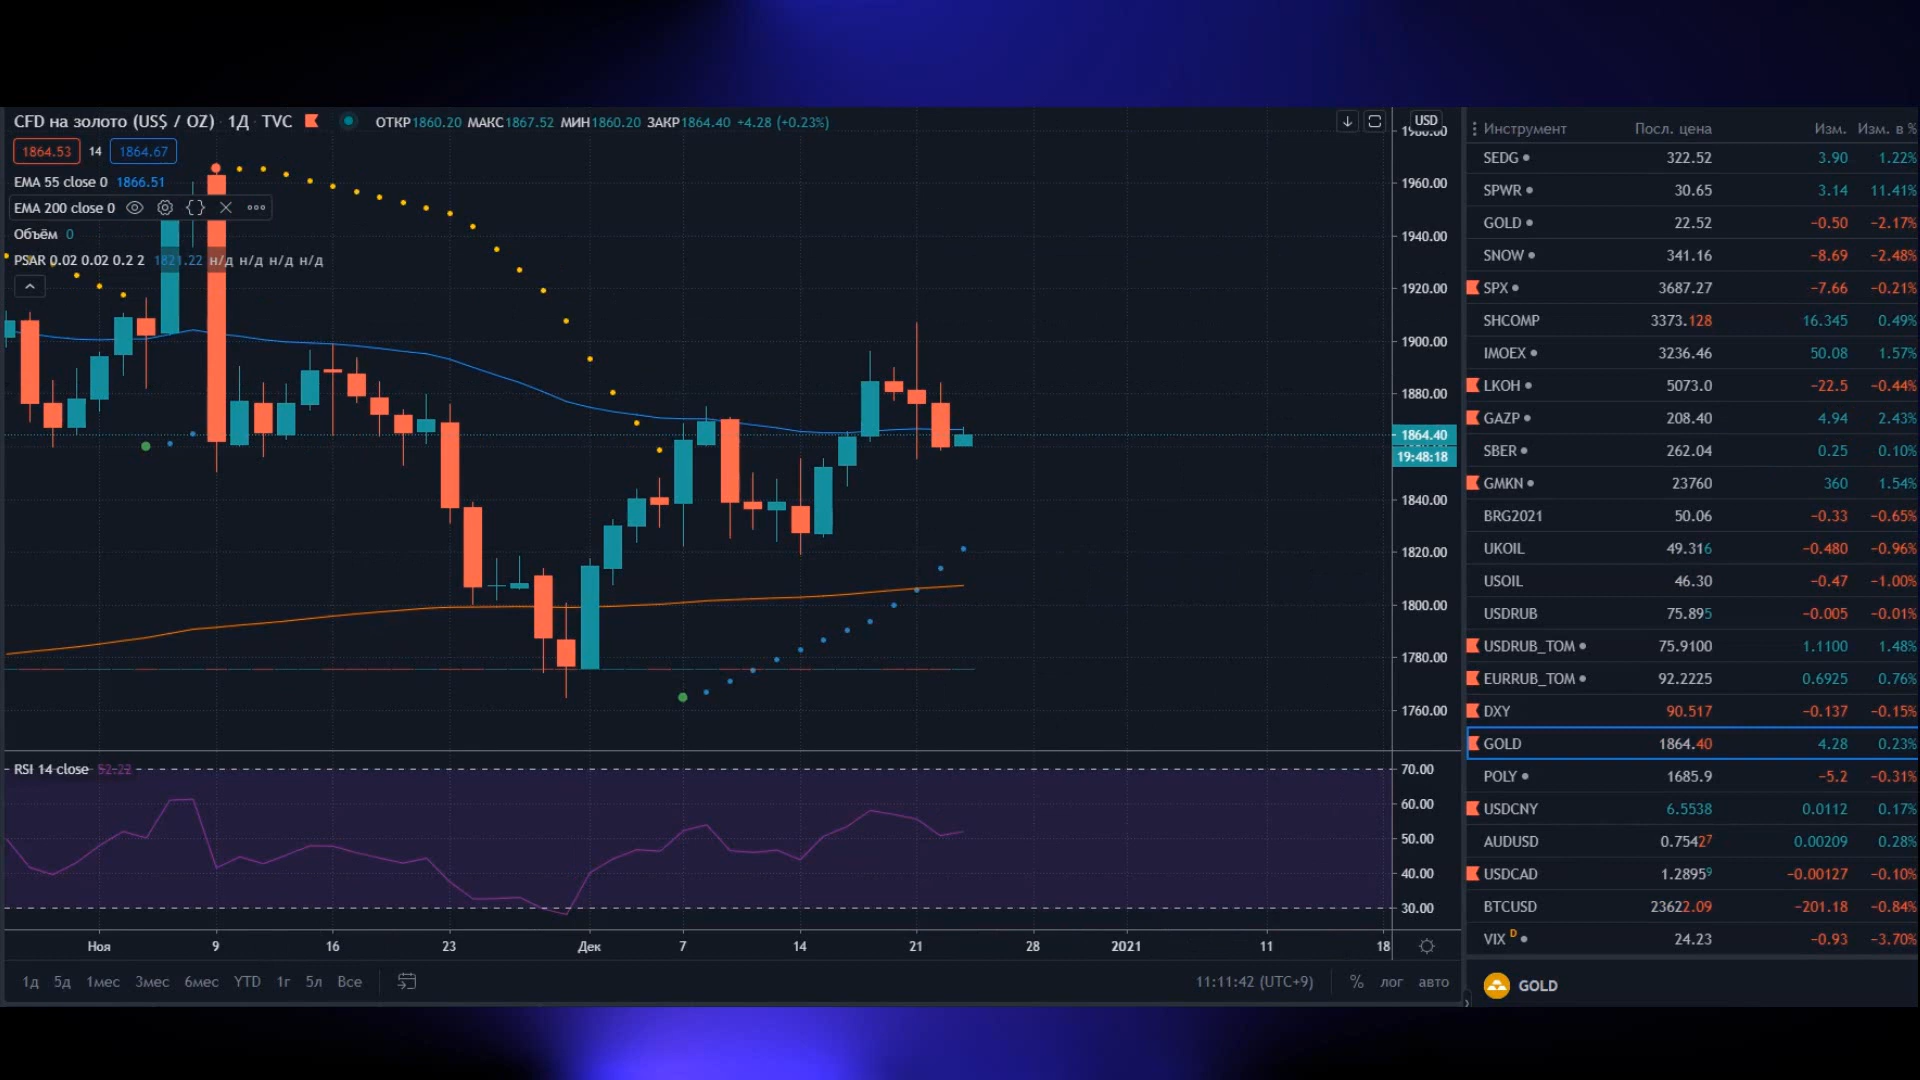 CFD на золото (US$ / OZ) 1Д TVC ОТКР1860.20 МАКС1867.52 МИН1860.20 ЗАКР1864.40 +4.28 (+0.23%)
1864.53 14 1864.67
EMA 55 close 0 1866.51
EMA 200 close 0
Объём 0
PSAR 0.02 0.02 0.2 2 1821.22 н/д н/д н/д н/д
USD
1980.00
1960.00
1940.00
1920.00
1900.00
1880.00
1864.40
19:48:18
1840.00
1820.00
1800.00
1780.00
1760.00
RSI 14 close 52.22
70.00
60.00
50.00
40.00
30.00
Ноя 9 16 23 Дек 7 14 21 28 2021 11 18
1д 5д 1мес 3мес 6мес YTD 1г 5л Все 11:11:42 (UTC+9) % лог авто
Инструмент Посл. цена Изм. Изм. в %
SEDG 322.52 3.90 1.22%
SPWR 30.65 3.14 11.41%
GOLD 22.52 −0.50 −2.17%
SNOW 341.16 −8.69 −2.48%
SPX 3687.27 −7.66 −0.21%
SHCOMP 3373.128 16.345 0.49%
IMOEX 3236.46 50.08 1.57%
LKOH 5073.0 −22.5 −0.44%
GAZP 208.40 4.94 2.43%
SBER 262.04 0.25 0.10%
GMKN 23760 360 1.54%
BRG2021 50.06 −0.33 −0.65%
UKOIL 49.316 −0.480 −0.96%
USOIL 46.30 −0.47 −1.00%
USDRUB 75.895 −0.005 −0.01%
USDRUB_TOM 75.9100 1.1100 1.48%
EURRUB_TOM 92.2225 0.6925 0.76%
DXY 90.517 −0.137 −0.15%
GOLD 1864.40 4.28 0.23%
POLY 1685.9 −5.2 −0.31%
USDCNY 6.5538 0.0112 0.17%
AUDUSD 0.75427 0.00209 0.28%
USDCAD 1.28959 −0.00127 −0.10%
BTCUSD 23622.09 −201.18 −0.84%
VIX D 24.23 −0.93 −3.70%
GOLD